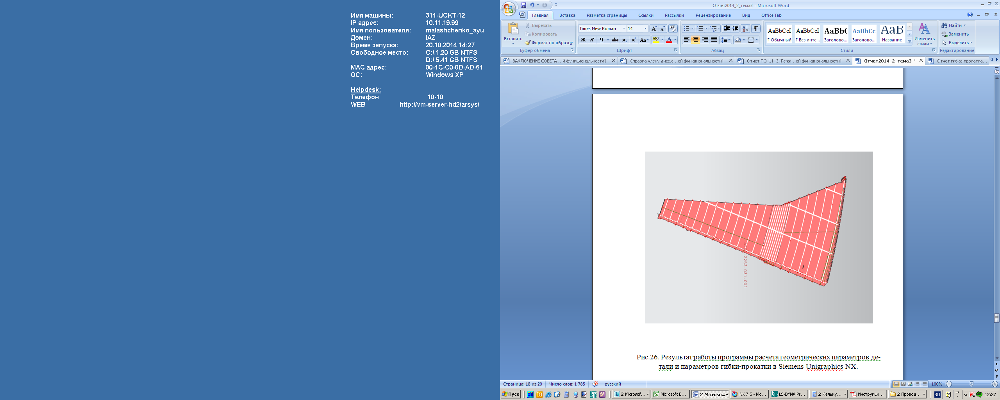 Имя машины: 311-UCKT-12
IP адрес: 10.11.19.99
Имя пользователя: malashchenko_ayu
Домен: IAZ
Время запуска: 20.10.2014 14:27
Свободное место: C:\ 1.20 GB NTFS
D:\ 5.41 GB NTFS
MAC адрес: 00-1C-C0-0D-AD-61
ОС: Windows XP
Helpdesk:
Телефон 10-10
WEB http://vm-server-hd2/arsys/
Отчет2014_2_тема3 - Microsoft Word
Главная Вставка Разметка страницы Ссылки Рассылки Рецензирование Вид Office Tab
Вставить
Вырезать
Копировать
Формат по образцу
Буфер обмена
Times New Roman 14
Ж К Ч abc x₂ x² Aa
Шрифт
Абзац
AaBbCcI AaBbCcI AaBbC AaBbCc AaB
¶ Обычный ¶ Без инте... Заголово... Заголово... Название
Изменить стили
Стили
Найти
Заменить
Выделить
Редактирование
ЗАКЛЮЧЕНИЕ СОВЕТА ...й функциональности] Справка члену дисс.с...ой функциональности] Отчет ПО_11_3 [Режи...ой функциональности] Отчет2014_2_тема3 * Отчет гибка-прокатка...
2253.031.001
Рис.26. Результат работы программы расчета геометрических параметров де-
тали и параметров гибки-прокатки в Siemens Unigraphics NX.
Страница: 18 из 20 Число слов: 1 785 русский 100%
Пуск 2 Microsof... Microsoft E... 2 Microso... NX 7.5 - Mo... LS-DYNA Pr... 2 Кальку... Инструкци... 2 Провод... RU 12:37